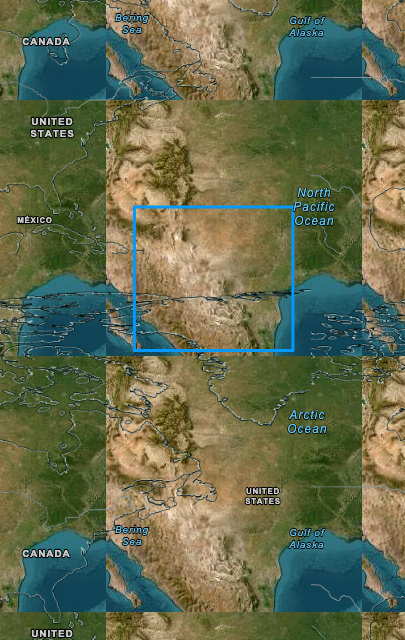 Bering
Sea
Gulf of
Alaska
CANADA
UNITED
STATES
North
Pacific
Ocean
MÉXICO
Arctic
Ocean
UNITED
STATES
Bering
Sea
Gulf of
Alaska
CANADA
UNITED